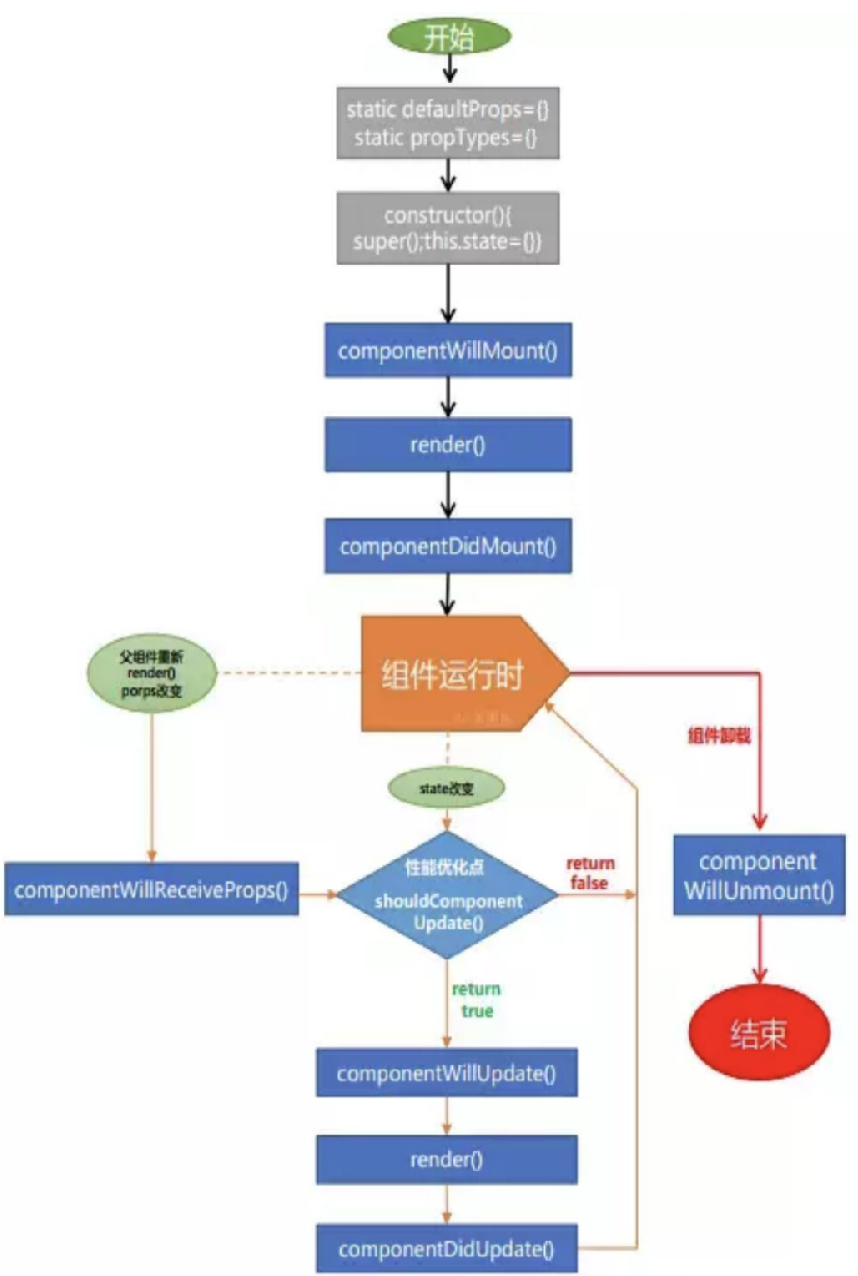 开始
static defaultProps={}
static propTypes={}
constructor(){
super();this.state={}}
componentWillMount()
render()
componentDidMount()
组件运行时
父组件重新
render()
porps改变
组件卸载
state改变
componentWillReceiveProps()
性能优化点
shouldComponent
Update()
return
false
component
WillUnmount()
return
true
结束
componentWillUpdate()
render()
componentDidUpdate()